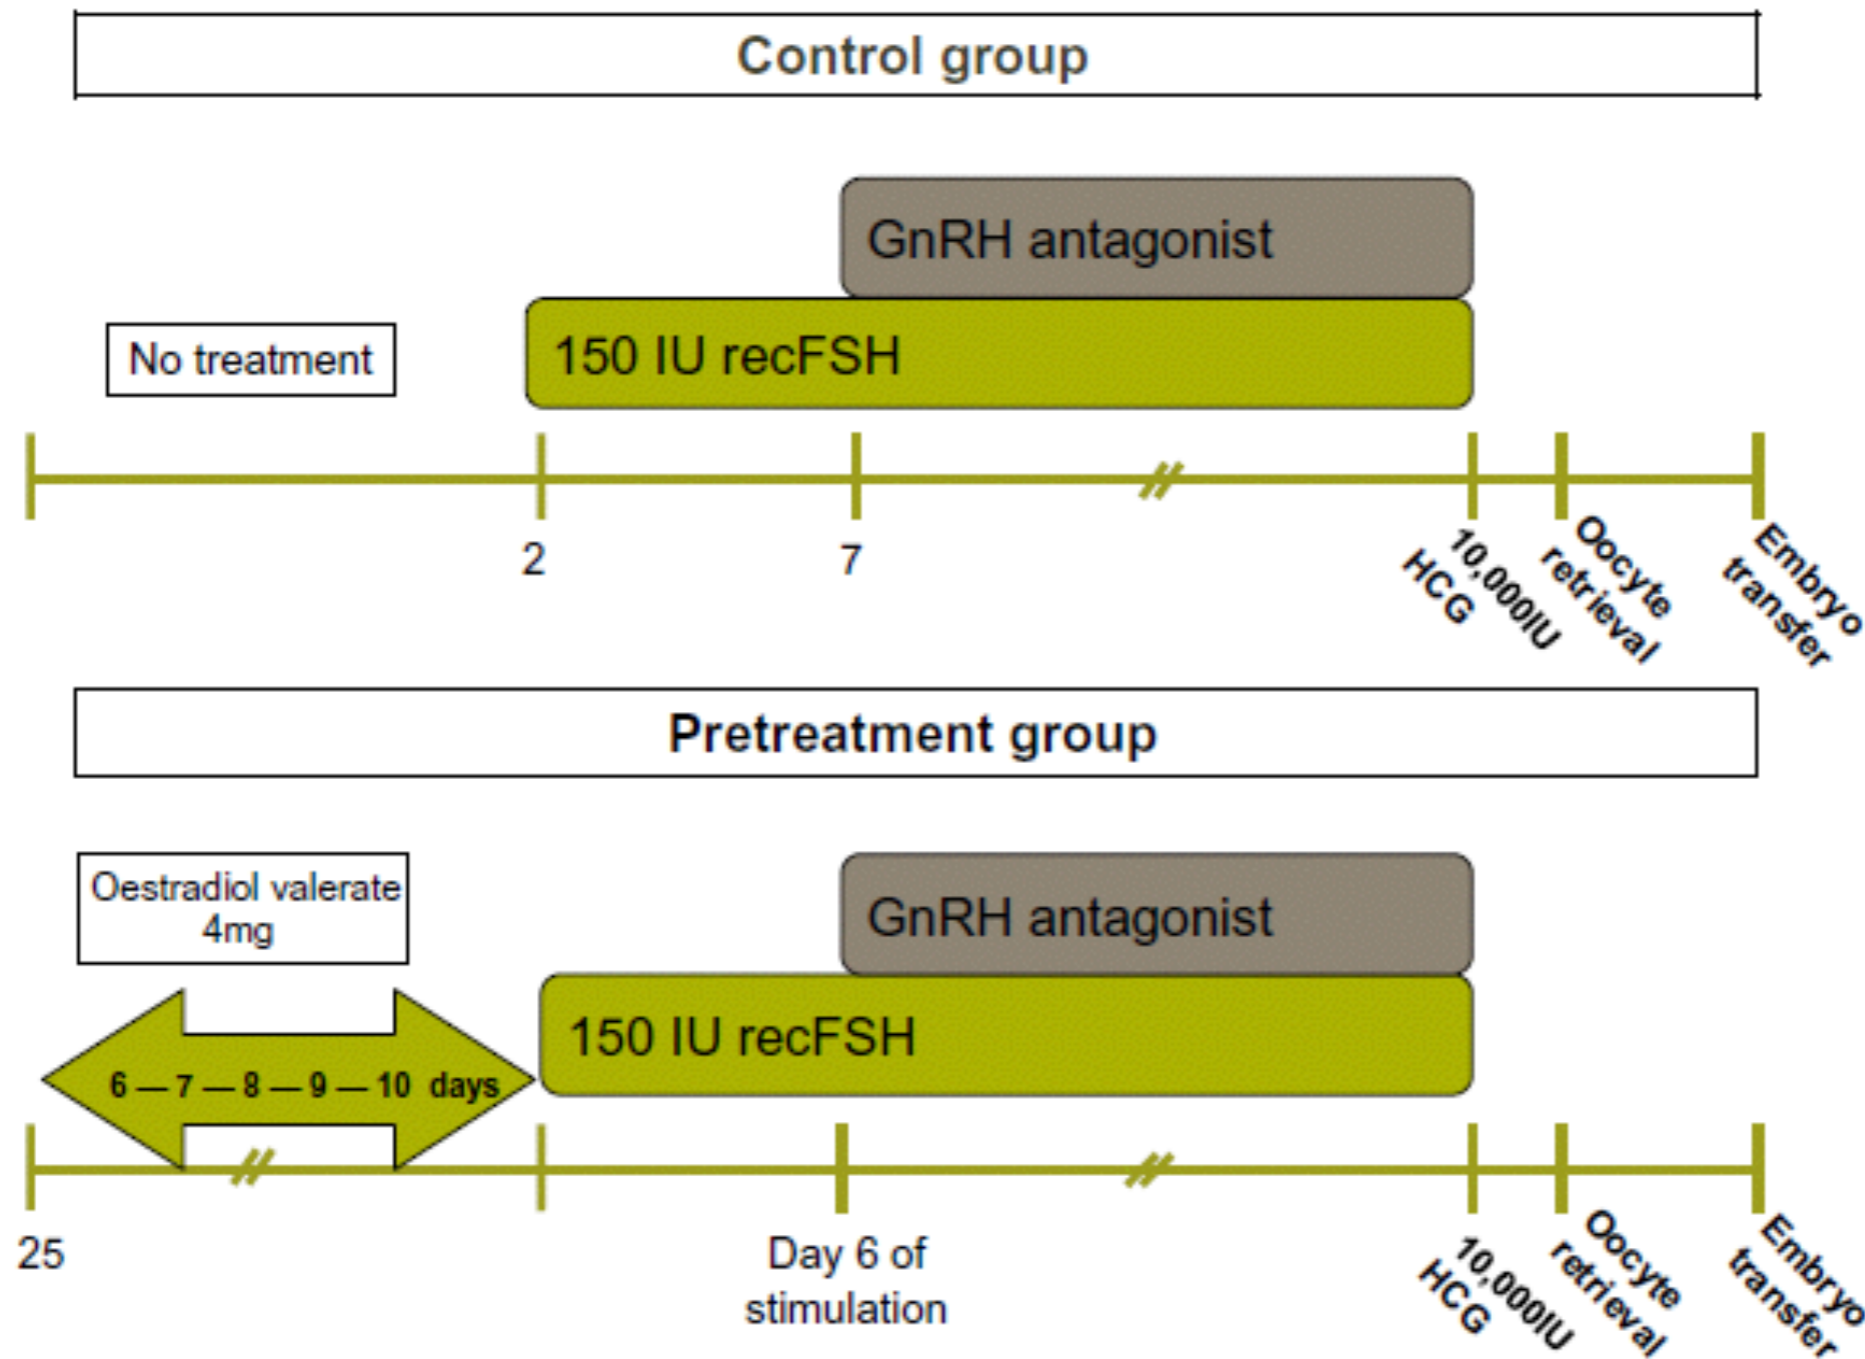 Control group
GnRH antagonist
No treatment
150 IU recFSH
2
7
10,000IU
HCG
Oocyte
retrieval
Embryo
transfer
Pretreatment group
Oestradiol valerate
4mg
GnRH antagonist
150 IU recFSH
6 — 7 — 8 — 9 — 10 days
25
Day 6 of
stimulation
10,000IU
HCG
Oocyte
retrieval
Embryo
transfer